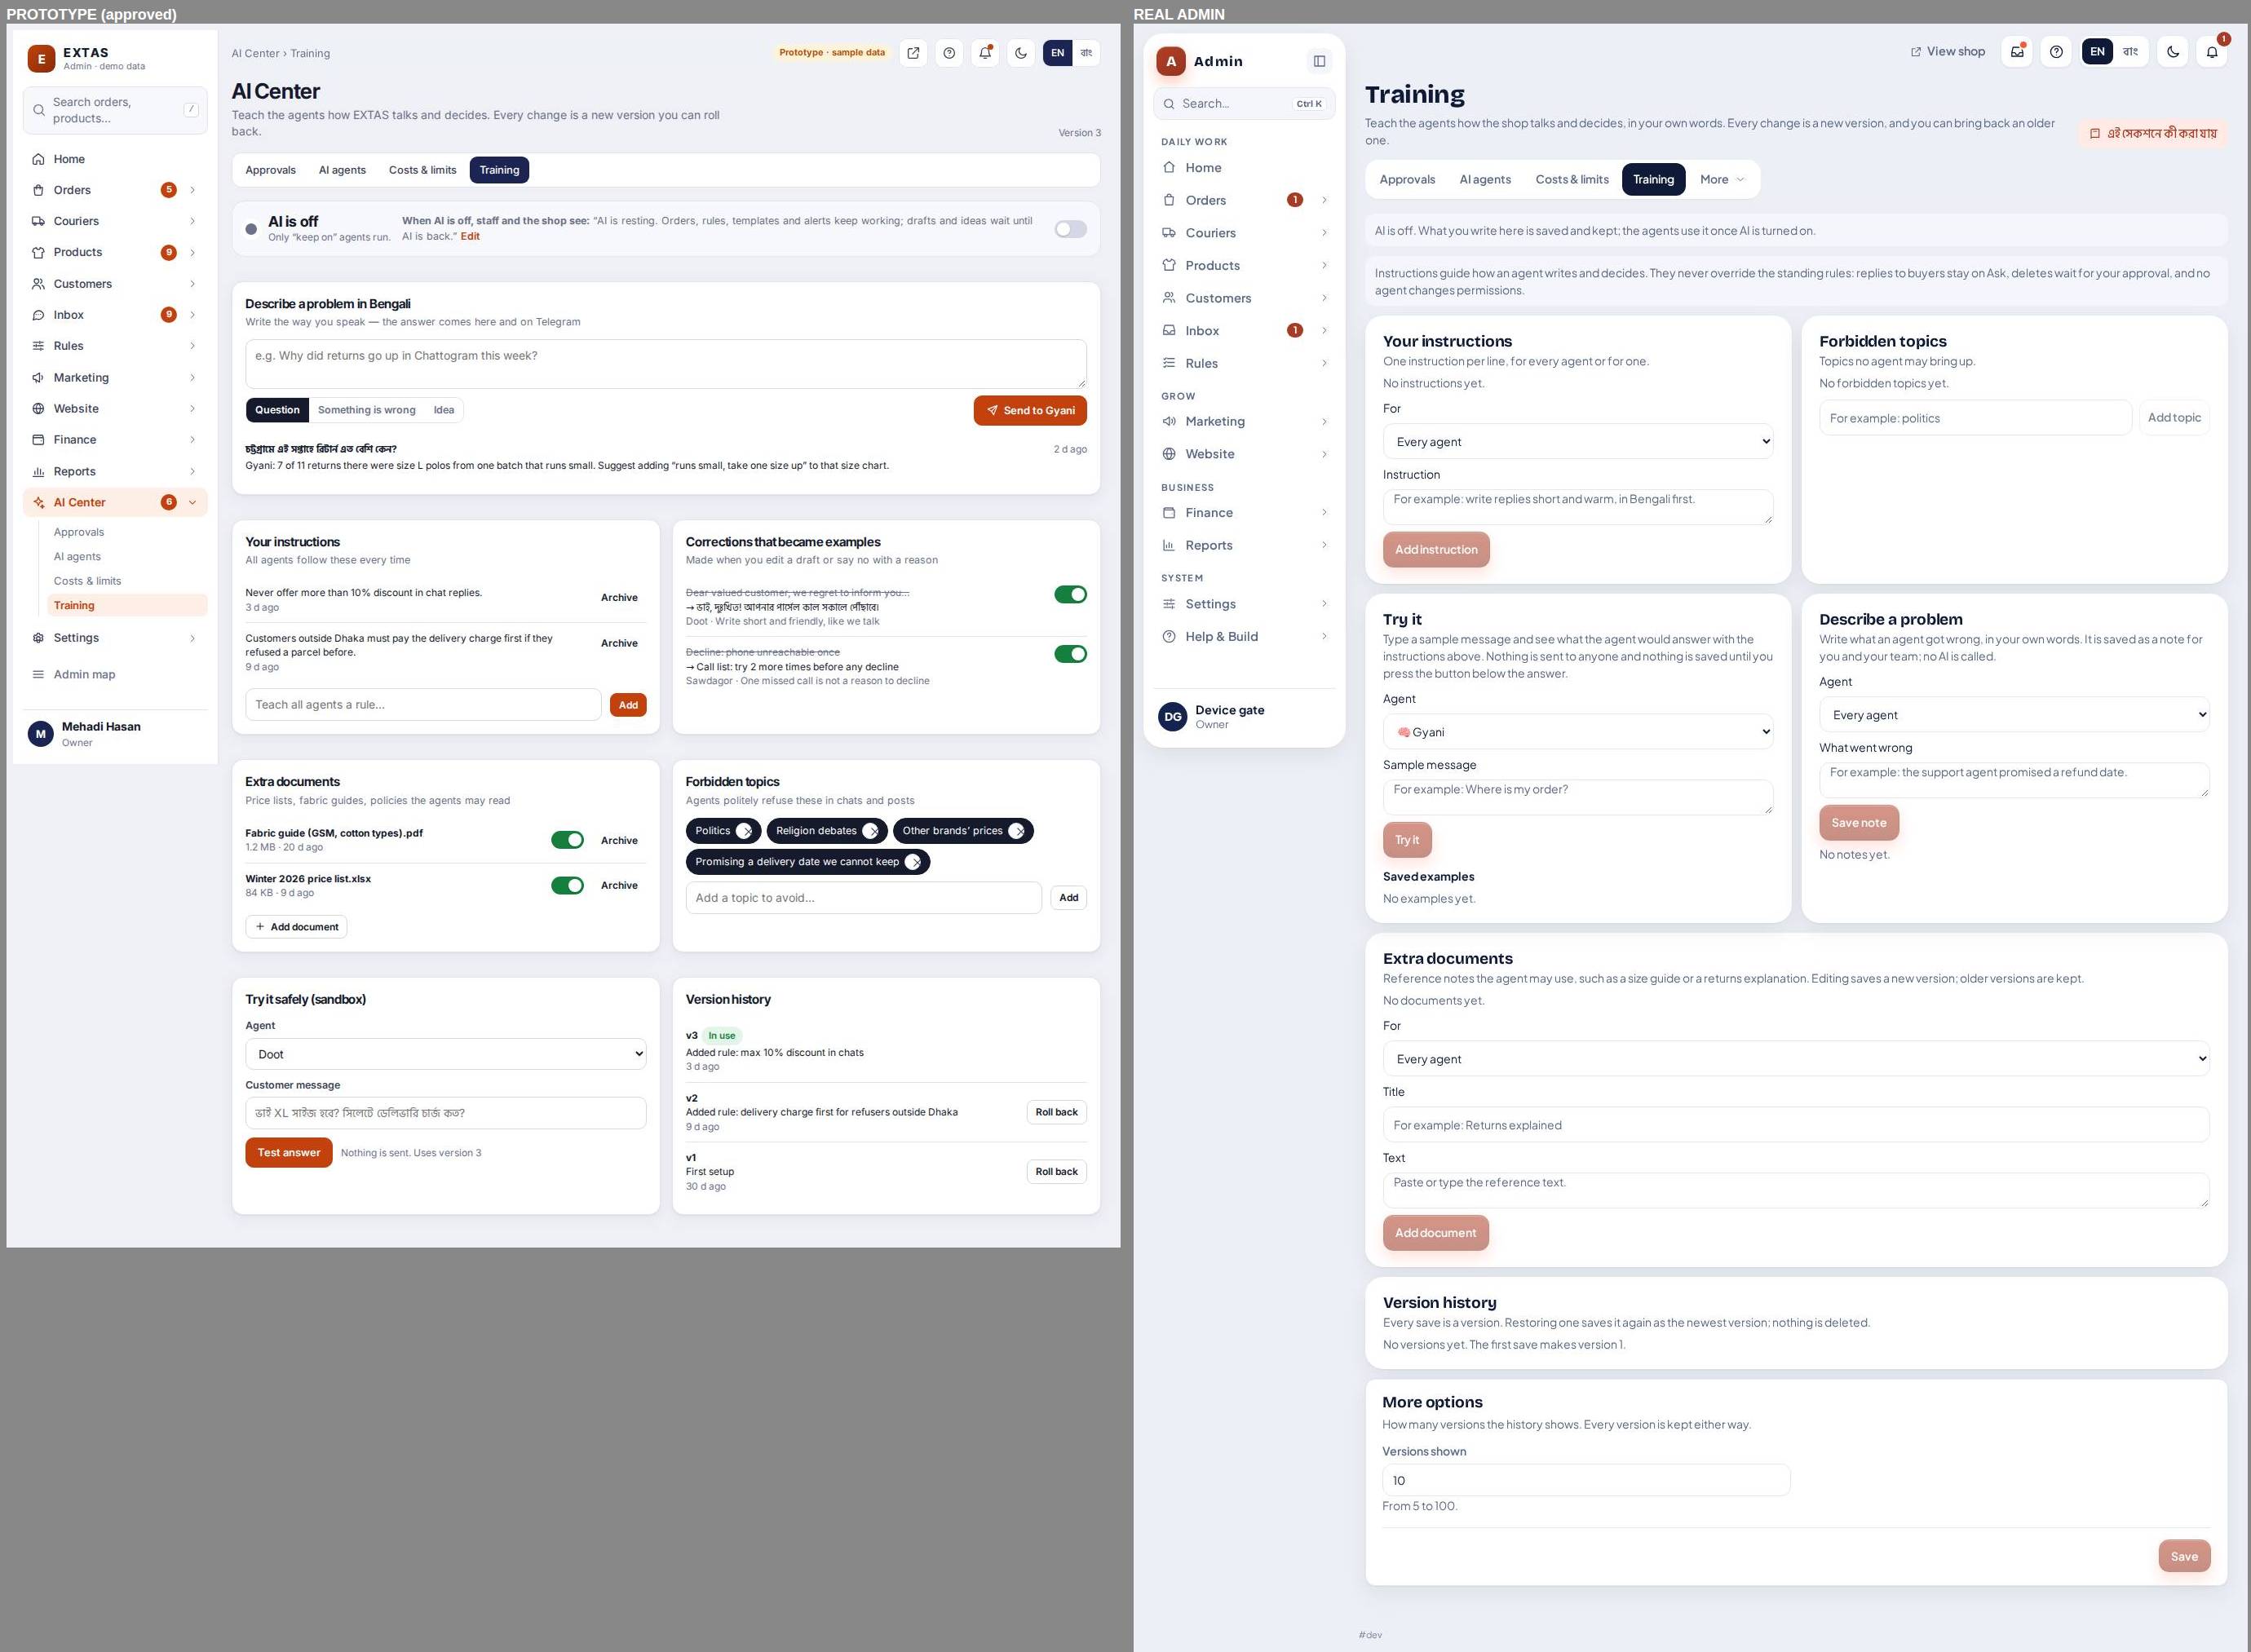 PROTOTYPE (approved)
E
EXTAS
Admin · demo data
Search orders, products...
/
Home
Orders
5
Couriers
Products
9
Customers
Inbox
9
Rules
Marketing
Website
Finance
Reports
AI Center
6
Approvals
AI agents
Costs & limits
Training
Settings
Admin map
M
Mehadi Hasan
Owner
AI Center › Training
Prototype · sample data
EN
বাং
AI Center
Teach the agents how EXTAS talks and decides. Every change is a new version you can roll
back.
Version 3
Approvals
AI agents
Costs & limits
Training
AI is off
Only “keep on” agents run.
When AI is off, staff and the shop see: “AI is resting. Orders, rules, templates and alerts keep working; drafts and ideas wait until
AI is back.” Edit
Describe a problem in Bengali
Write the way you speak — the answer comes here and on Telegram
e.g. Why did returns go up in Chattogram this week?
Question
Something is wrong
Idea
Send to Gyani
চট্টগ্রামে এই সপ্তাহে রিটার্ন এত বেশি কেন?
2 d ago
Gyani: 7 of 11 returns there were size L polos from one batch that runs small. Suggest adding “runs small, take one size up” to that size chart.
Your instructions
All agents follow these every time
Never offer more than 10% discount in chat replies.
3 d ago
Archive
Customers outside Dhaka must pay the delivery charge first if they
refused a parcel before.
9 d ago
Archive
Teach all agents a rule...
Add
Corrections that became examples
Made when you edit a draft or say no with a reason
Dear valued customer, we regret to inform you...
→ ভাই, দুঃখিত! আপনার পার্সেল কাল সকালে পৌঁছাবে।
Doot · Write short and friendly, like we talk
Decline: phone unreachable once
→ Call list: try 2 more times before any decline
Sawdagor · One missed call is not a reason to decline
Extra documents
Price lists, fabric guides, policies the agents may read
Fabric guide (GSM, cotton types).pdf
1.2 MB · 20 d ago
Archive
Winter 2026 price list.xlsx
84 KB · 9 d ago
Archive
+ Add document
Forbidden topics
Agents politely refuse these in chats and posts
Politics
Religion debates
Other brands’ prices
Promising a delivery date we cannot keep
Add a topic to avoid...
Add
Try it safely (sandbox)
Agent
Doot
Customer message
ভাই XL সাইজ হবে? সিলেটে ডেলিভারি চার্জ কত?
Test answer
Nothing is sent. Uses version 3
Version history
v3 In use
Added rule: max 10% discount in chats
3 d ago
v2
Added rule: delivery charge first for refusers outside Dhaka
9 d ago
Roll back
v1
First setup
30 d ago
Roll back
REAL ADMIN
A
Admin
Search...
Ctrl K
DAILY WORK
Home
Orders
1
Couriers
Products
Customers
Inbox
1
Rules
GROW
Marketing
Website
BUSINESS
Finance
Reports
SYSTEM
Settings
Help & Build
DG
Device gate
Owner
View shop
EN
বাং
1
Training
Teach the agents how the shop talks and decides, in your own words. Every change is a new version, and you can bring back an older
one.
এই সেকশনে কী করা যায়
Approvals
AI agents
Costs & limits
Training
More
AI is off. What you write here is saved and kept; the agents use it once AI is turned on.
Instructions guide how an agent writes and decides. They never override the standing rules: replies to buyers stay on Ask, deletes wait for your approval, and no
agent changes permissions.
Your instructions
One instruction per line, for every agent or for one.
No instructions yet.
For
Every agent
Instruction
For example: write replies short and warm, in Bengali first.
Add instruction
Forbidden topics
Topics no agent may bring up.
No forbidden topics yet.
For example: politics
Add topic
Try it
Type a sample message and see what the agent would answer with the
instructions above. Nothing is sent to anyone and nothing is saved until you
press the button below the answer.
Agent
Gyani
Sample message
For example: Where is my order?
Try it
Saved examples
No examples yet.
Describe a problem
Write what an agent got wrong, in your own words. It is saved as a note for
you and your team; no AI is called.
Agent
Every agent
What went wrong
For example: the support agent promised a refund date.
Save note
No notes yet.
Extra documents
Reference notes the agent may use, such as a size guide or a returns explanation. Editing saves a new version; older versions are kept.
No documents yet.
For
Every agent
Title
For example: Returns explained
Text
Paste or type the reference text.
Add document
Version history
Every save is a version. Restoring one saves it again as the newest version; nothing is deleted.
No versions yet. The first save makes version 1.
More options
How many versions the history shows. Every version is kept either way.
Versions shown
10
From 5 to 100.
Save
#dev